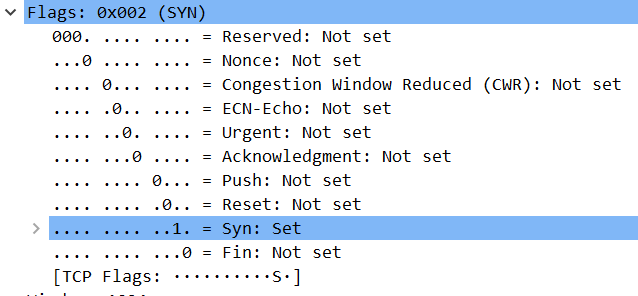 Flags: 0x002 (SYN)
000. .... .... = Reserved: Not set
...0 .... .... = Nonce: Not set
.... 0... .... = Congestion Window Reduced (CWR): Not set
.... .0.. .... = ECN-Echo: Not set
.... ..0. .... = Urgent: Not set
.... ...0 .... = Acknowledgment: Not set
.... .... 0... = Push: Not set
.... .... .0.. = Reset: Not set
.... .... ..1. = Syn: Set
.... .... ...0 = Fin: Not set
[TCP Flags: ··········S·]